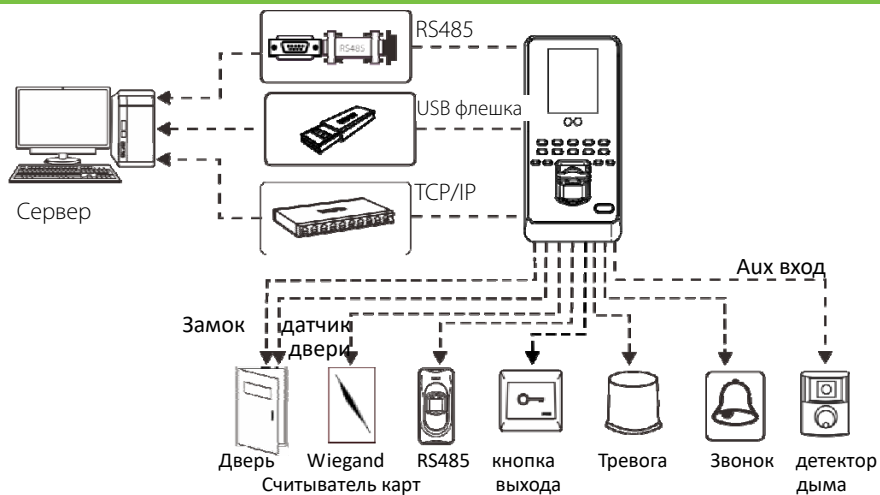 RS485
RS485
USB флешка
TCP/IP
Сервер
Aux вход
Замок датчик
двери
Дверь Wiegand RS485 кнопка Тревога Звонок детектор
Считыватель карт выхода дыма